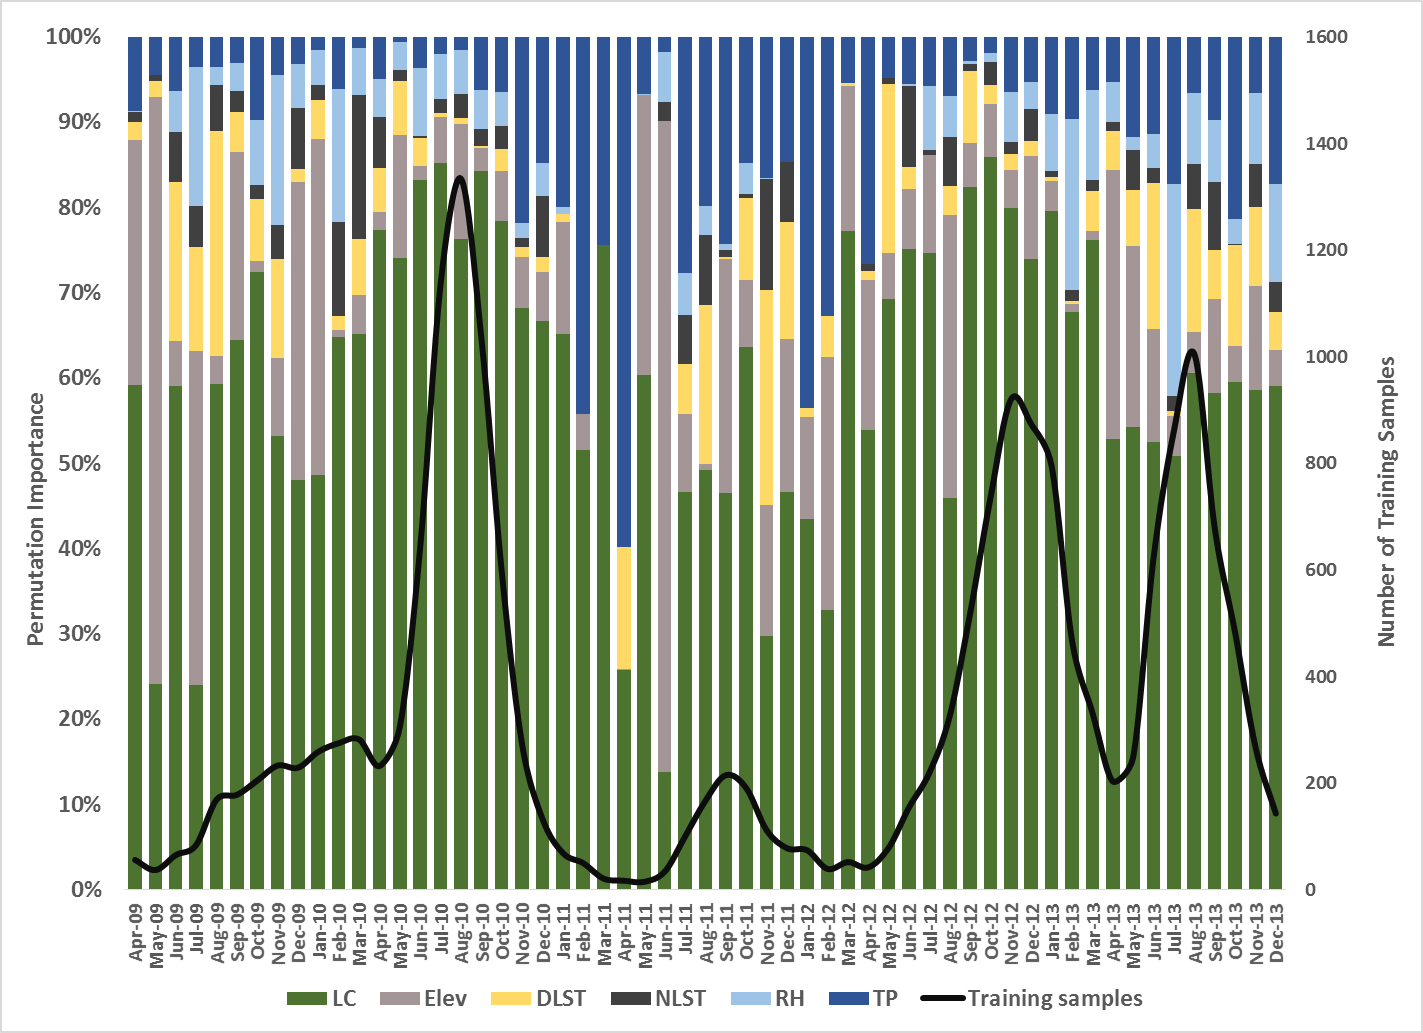 Permutation Importance
100%
90%
80%
70%
60%
50%
40%
30%
20%
10%
0%
1600
1400
1200
1000
800
600
400
200
0
Number of Training Samples
Apr-09
May-09
Jun-09
Jul-09
Aug-09
Sep-09
Oct-09
Nov-09
Dec-09
Jan-10
Feb-10
Mar-10
Apr-10
May-10
Jun-10
Jul-10
Aug-10
Sep-10
Oct-10
Nov-10
Dec-10
Jan-11
Feb-11
Mar-11
Apr-11
May-11
Jun-11
Jul-11
Aug-11
Sep-11
Oct-11
Nov-11
Dec-11
Jan-12
Feb-12
Mar-12
Apr-12
May-12
Jun-12
Jul-12
Aug-12
Sep-12
Oct-12
Nov-12
Dec-12
Jan-13
Feb-13
Mar-13
Apr-13
May-13
Jun-13
Jul-13
Aug-13
Sep-13
Oct-13
Nov-13
Dec-13
LC Elev DLST NLST RH TP Training samples